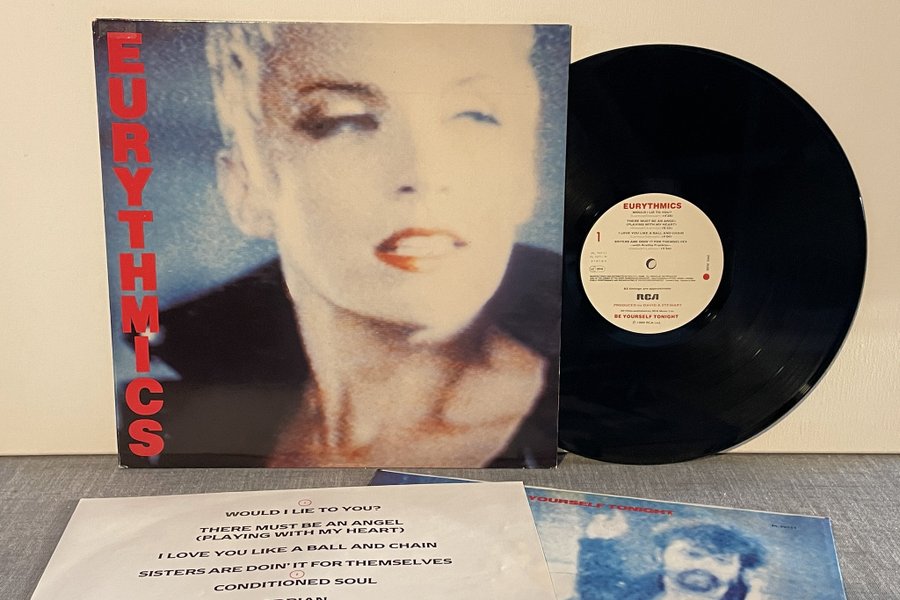 EURYTHMICS
EURYTHMICS
WOULD I LIE TO YOU?
THERE MUST BE AN ANGEL
(PLAYING WITH MY HEART)
I LOVE YOU LIKE A BALL AND CHAIN
SISTERS ARE DOIN' IT FOR THEMSELVES
1
RCA
PRODUCED by DAVID A. STEWART
BE YOURSELF TONIGHT
WOULD I LIE TO YOU?
THERE MUST BE AN ANGEL
(PLAYING WITH MY HEART)
I LOVE YOU LIKE A BALL AND CHAIN
SISTERS ARE DOIN' IT FOR THEMSELVES
CONDITIONED SOUL
YOURSELF TONIGHT